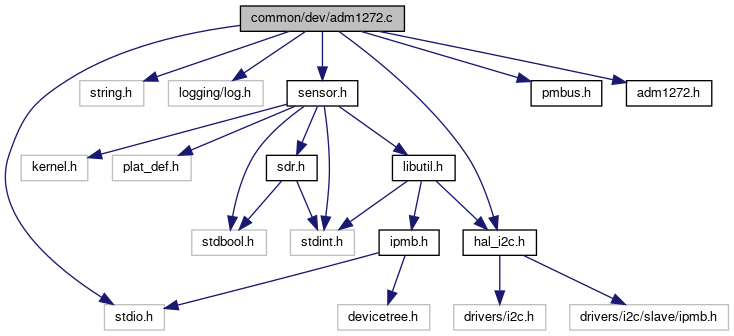 common/dev/adm1272.c
string.h
logging/log.h
sensor.h
pmbus.h
adm1272.h
kernel.h
plat_def.h
sdr.h
libutil.h
stdbool.h
stdint.h
ipmb.h
hal_i2c.h
stdio.h
devicetree.h
drivers/i2c.h
drivers/i2c/slave/ipmb.h